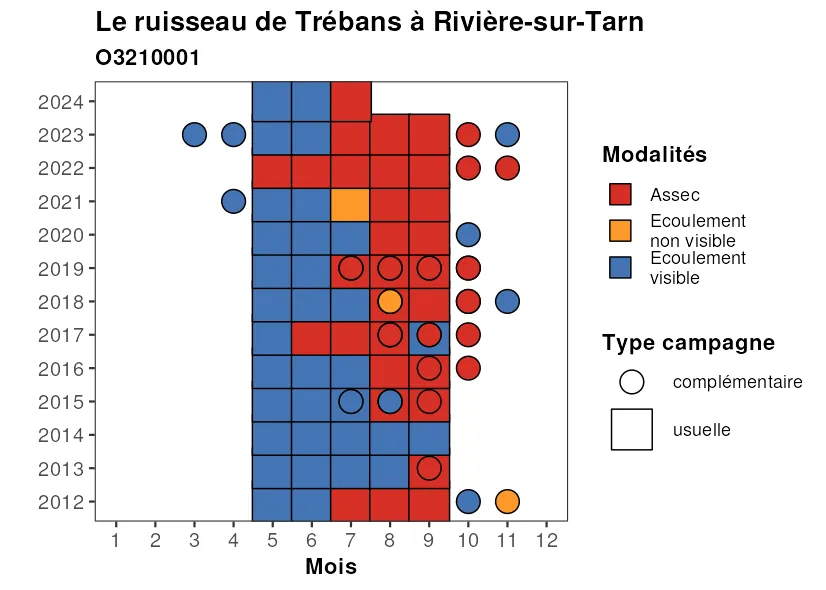 Le ruisseau de Trébans à Rivière-sur-Tarn
O3210001
2024
2023
2022
2021
2020
2019
2018
2017
2016
2015
2014
2013
2012
1 2 3 4 5 6 7 8 9 10 11 12
Mois
Modalités
Assec
Ecoulement
non visible
Ecoulement
visible
Type campagne
complémentaire
usuelle